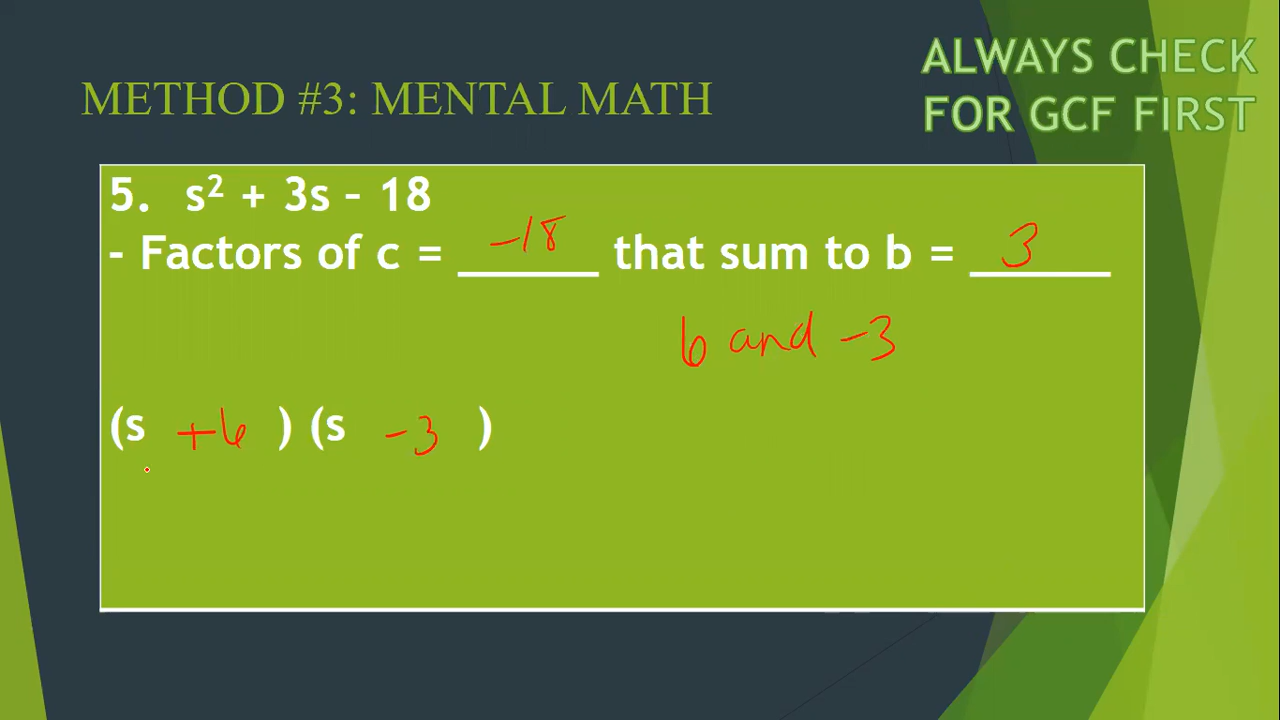 METHOD #3: MENTAL MATH
ALWAYS CHECK
FOR GCF FIRST
5. s² + 3s – 18
- Factors of c = -18 that sum to b = 3
6 and -3
(s +6 ) (s -3 )